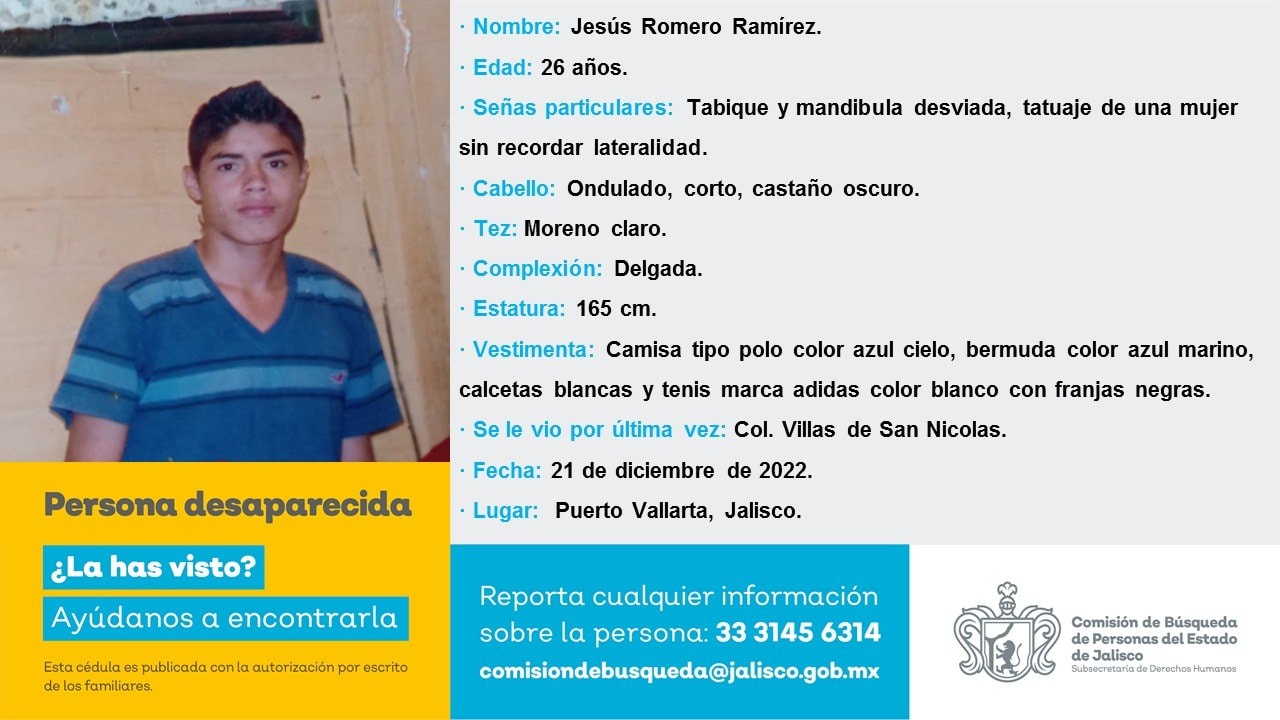 · Nombre: Jesús Romero Ramírez.
· Edad: 26 años.
· Señas particulares: Tabique y mandibula desviada, tatuaje de una mujer
sin recordar lateralidad.
· Cabello: Ondulado, corto, castaño oscuro.
· Tez: Moreno claro.
· Complexión: Delgada.
· Estatura: 165 cm.
· Vestimenta: Camisa tipo polo color azul cielo, bermuda color azul marino,
calcetas blancas y tenis marca adidas color blanco con franjas negras.
· Se le vio por última vez: Col. Villas de San Nicolas.
· Fecha: 21 de diciembre de 2022.
· Lugar: Puerto Vallarta, Jalisco.
Persona desaparecida
¿La has visto?
Ayúdanos a encontrarla
Esta cédula es publicada con la autorización por escrito
de los familiares.
Reporta cualquier información
sobre la persona: 33 3145 6314
comisiondebusqueda@jalisco.gob.mx
Comisión de Búsqueda
de Personas del Estado
de Jalisco
Subsecretaría de Derechos Humanos